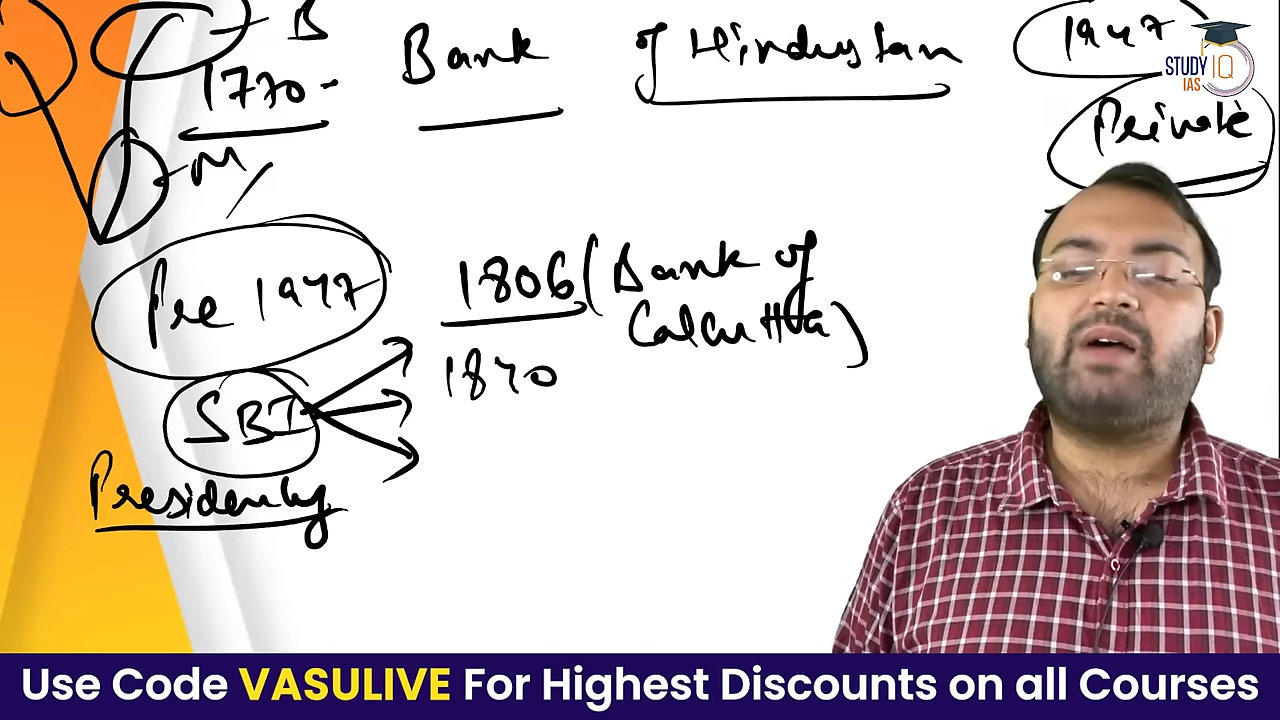 B
1770-
Bank of Hindustan
1947
STUDY IQ
IAS
Private
M
Pre 1947
1806 (Bank of
Calcutta)
1840
SBI
Presidency
Use Code VASULIVE For Highest Discounts on all Courses